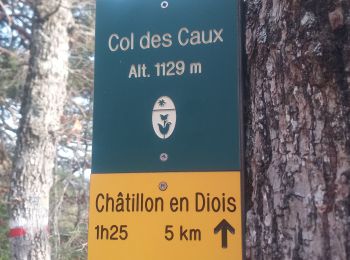 Col des Caux
Alt. 1129 m
Châtillon en Diois
1h25 5 km